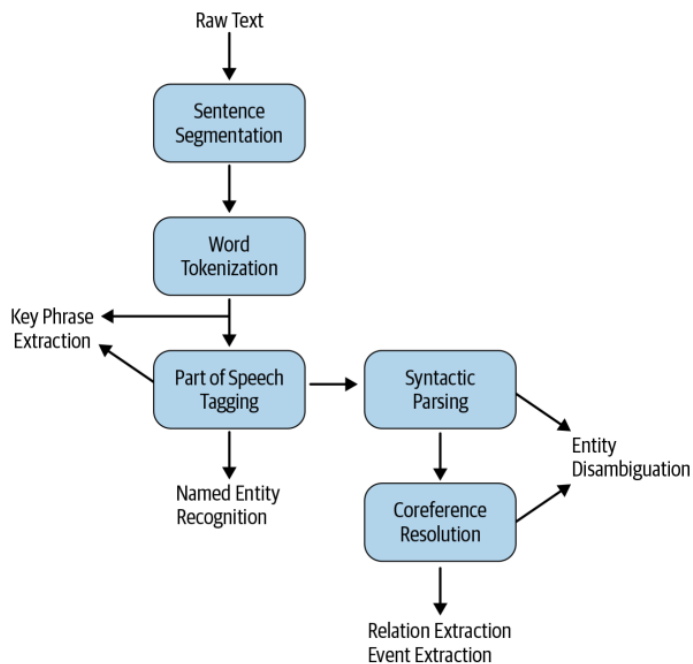 Raw Text
Sentence
Segmentation
Word
Tokenization
Key Phrase
Extraction
Part of Speech
Tagging
Syntactic
Parsing
Entity
Disambiguation
Named Entity
Recognition
Coreference
Resolution
Relation Extraction
Event Extraction